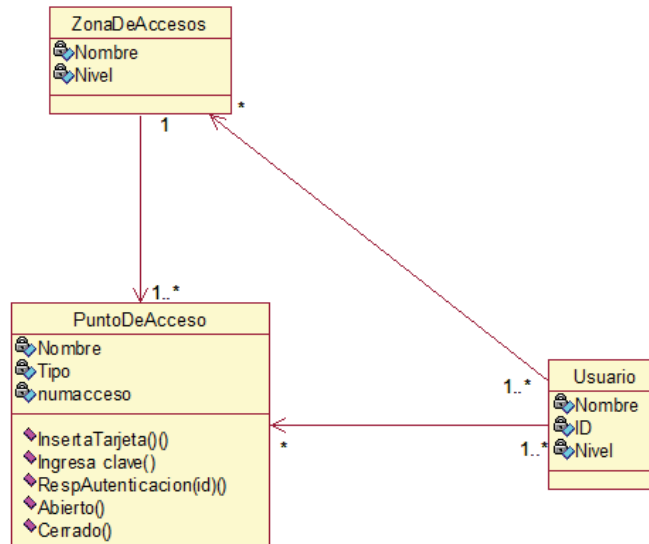 ZonaDeAccesos
Nombre
Nivel
*
1
1..*
PuntoDeAcceso
Nombre
Tipo
numacceso
InsertaTarjeta()()
Ingresa clave()
RespAutenticacion(id)()
Abierto()
Cerrado()
1..*
*
1..*
Usuario
Nombre
ID
Nivel